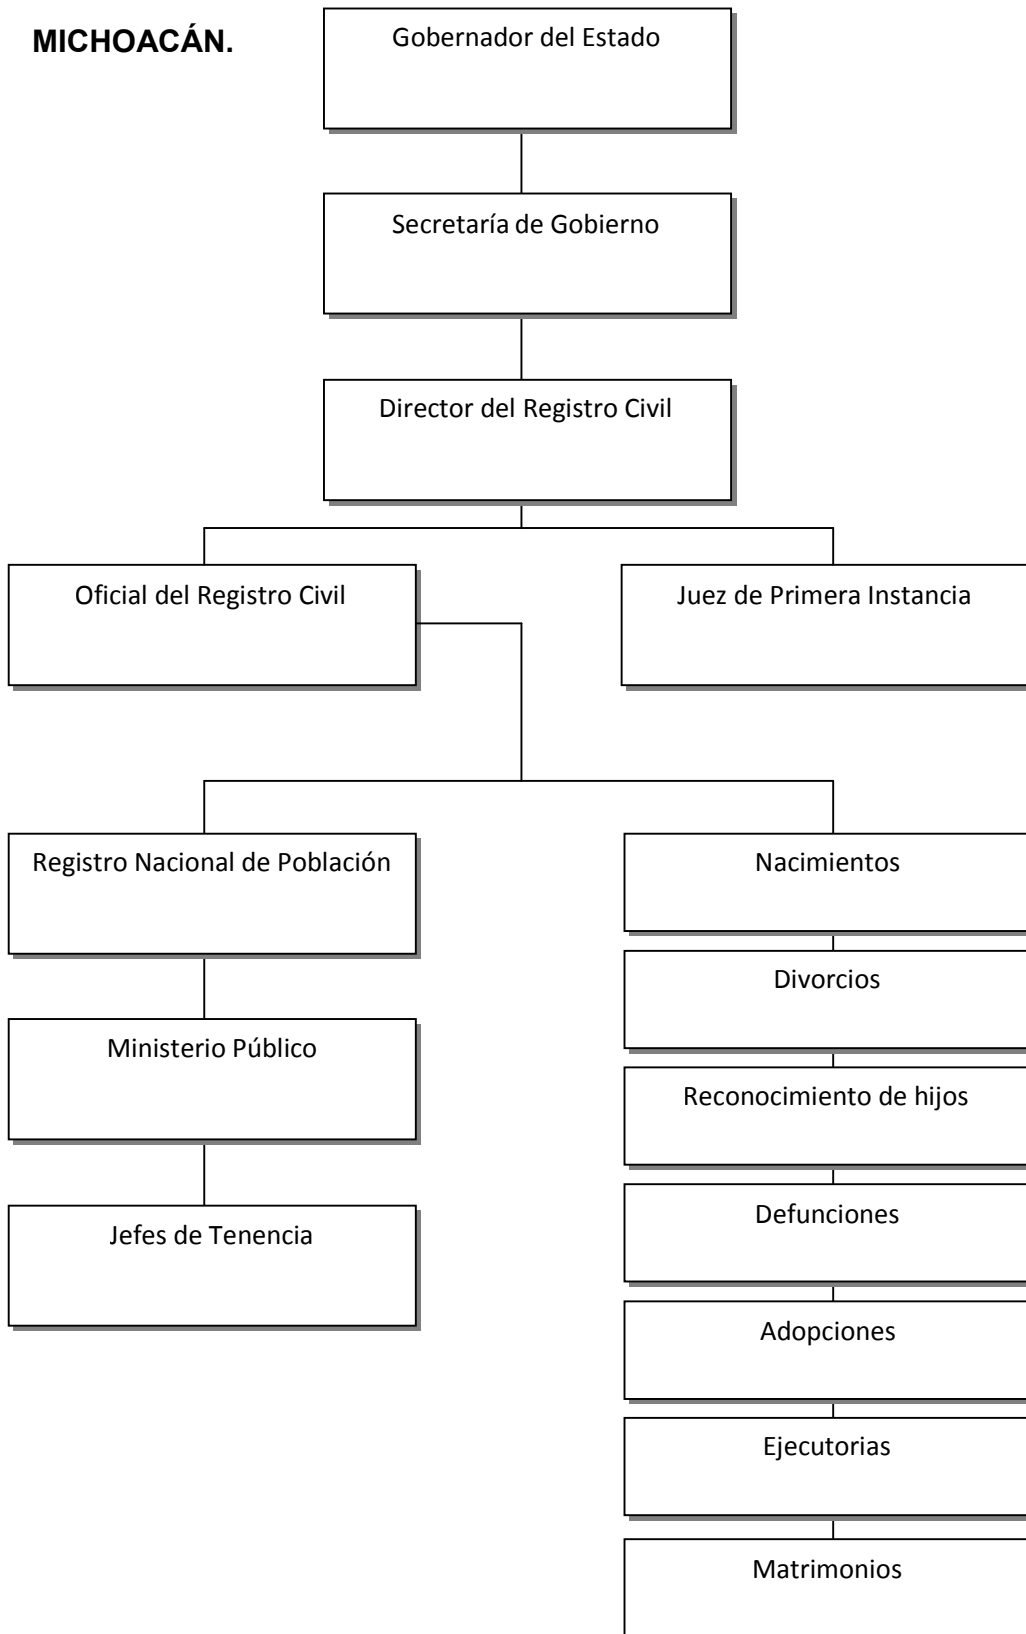 MICHOACÁN.
Gobernador del Estado
Secretaría de Gobierno
Director del Registro Civil
Oficial del Registro Civil
Juez de Primera Instancia
Registro Nacional de Población
Ministerio Público
Jefes de Tenencia
Nacimientos
Divorcios
Reconocimiento de hijos
Defunciones
Adopciones
Ejecutorias
Matrimonios